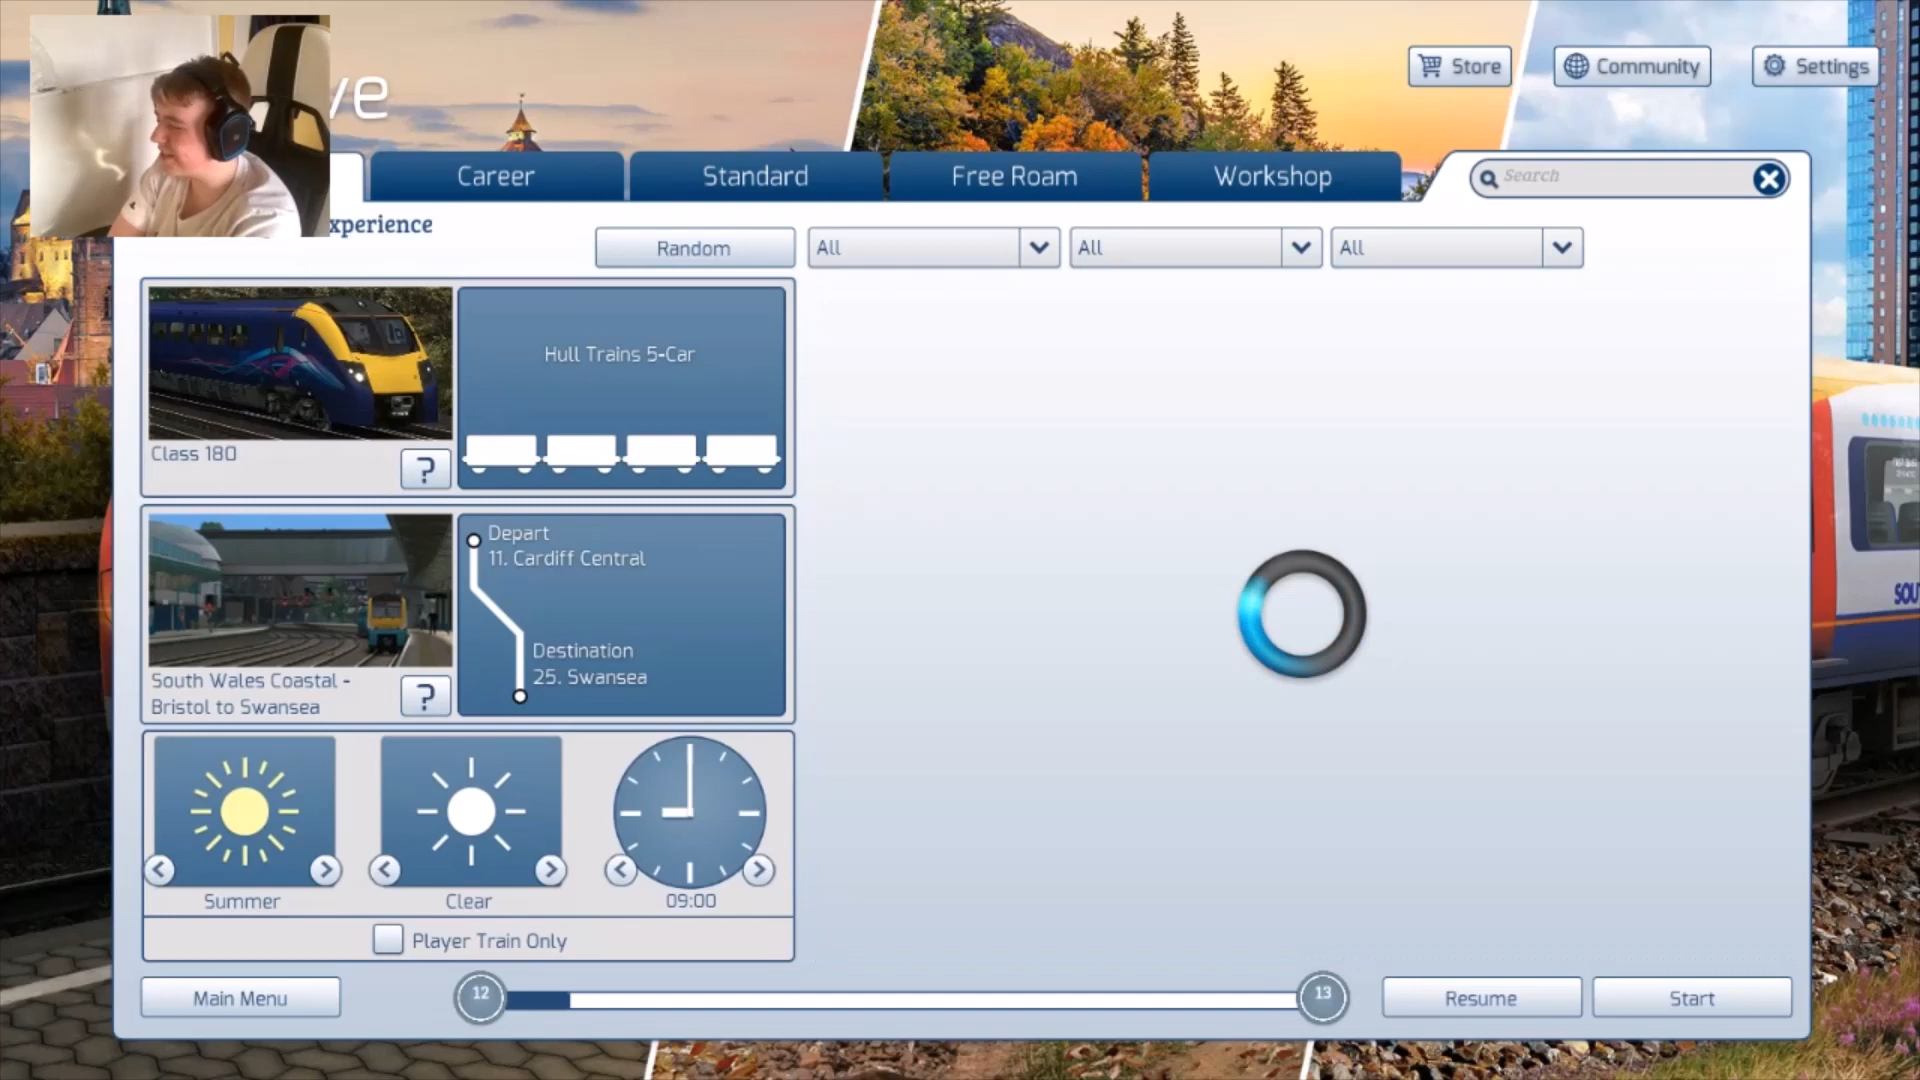 ve
Store
Community
Settings
Career
Standard
Free Roam
Workshop
Search
xperience
Random
All
All
All
Hull Trains 5-Car
Class 180
?
Depart
11. Cardiff Central
Destination
25. Swansea
South Wales Coastal -
Bristol to Swansea
?
Summer
Clear
09:00
Player Train Only
Main Menu
12
13
Resume
Start
SOU